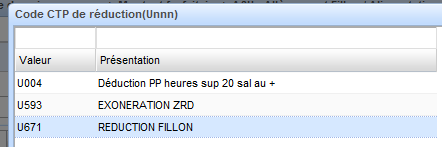 Code CTP de réduction(Unnn)
Valeur Présentation
U004 Déduction PP heures sup 20 sal au +
U593 EXONERATION ZRD
U671 REDUCTION FILLON